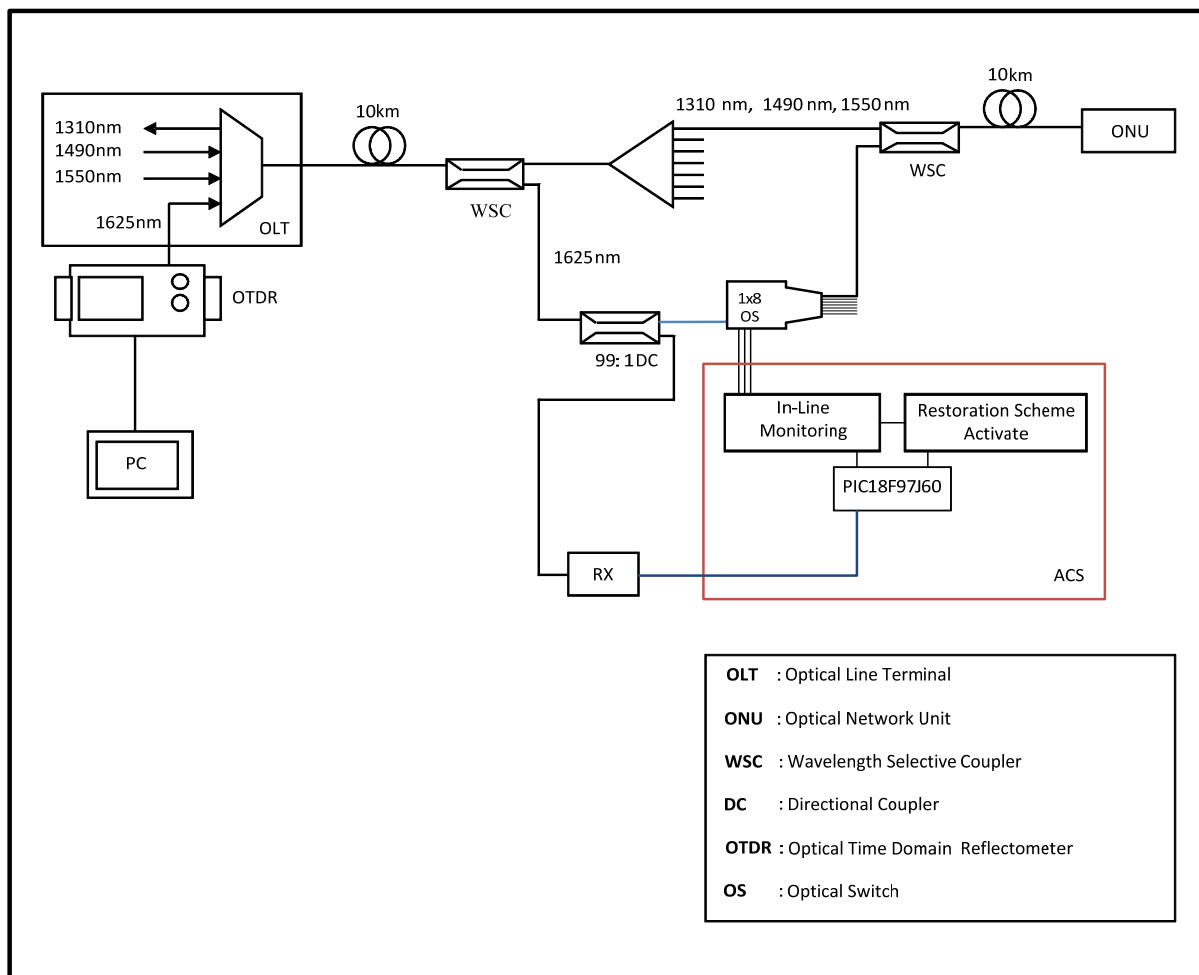 10km
1310nm
1490nm
1550nm
1625nm
OLT
WSC
1310 nm, 1490 nm, 1550 nm
10km
ONU
WSC
OTDR
1625nm
1x8
OS
99: 1DC
PC
In-Line
Monitoring
Restoration Scheme
Activate
PIC18F97J60
RX
ACS
OLT : Optical Line Terminal
ONU : Optical Network Unit
WSC : Wavelength Selective Coupler
DC : Directional Coupler
OTDR : Optical Time Domain Reflectometer
OS : Optical Switch